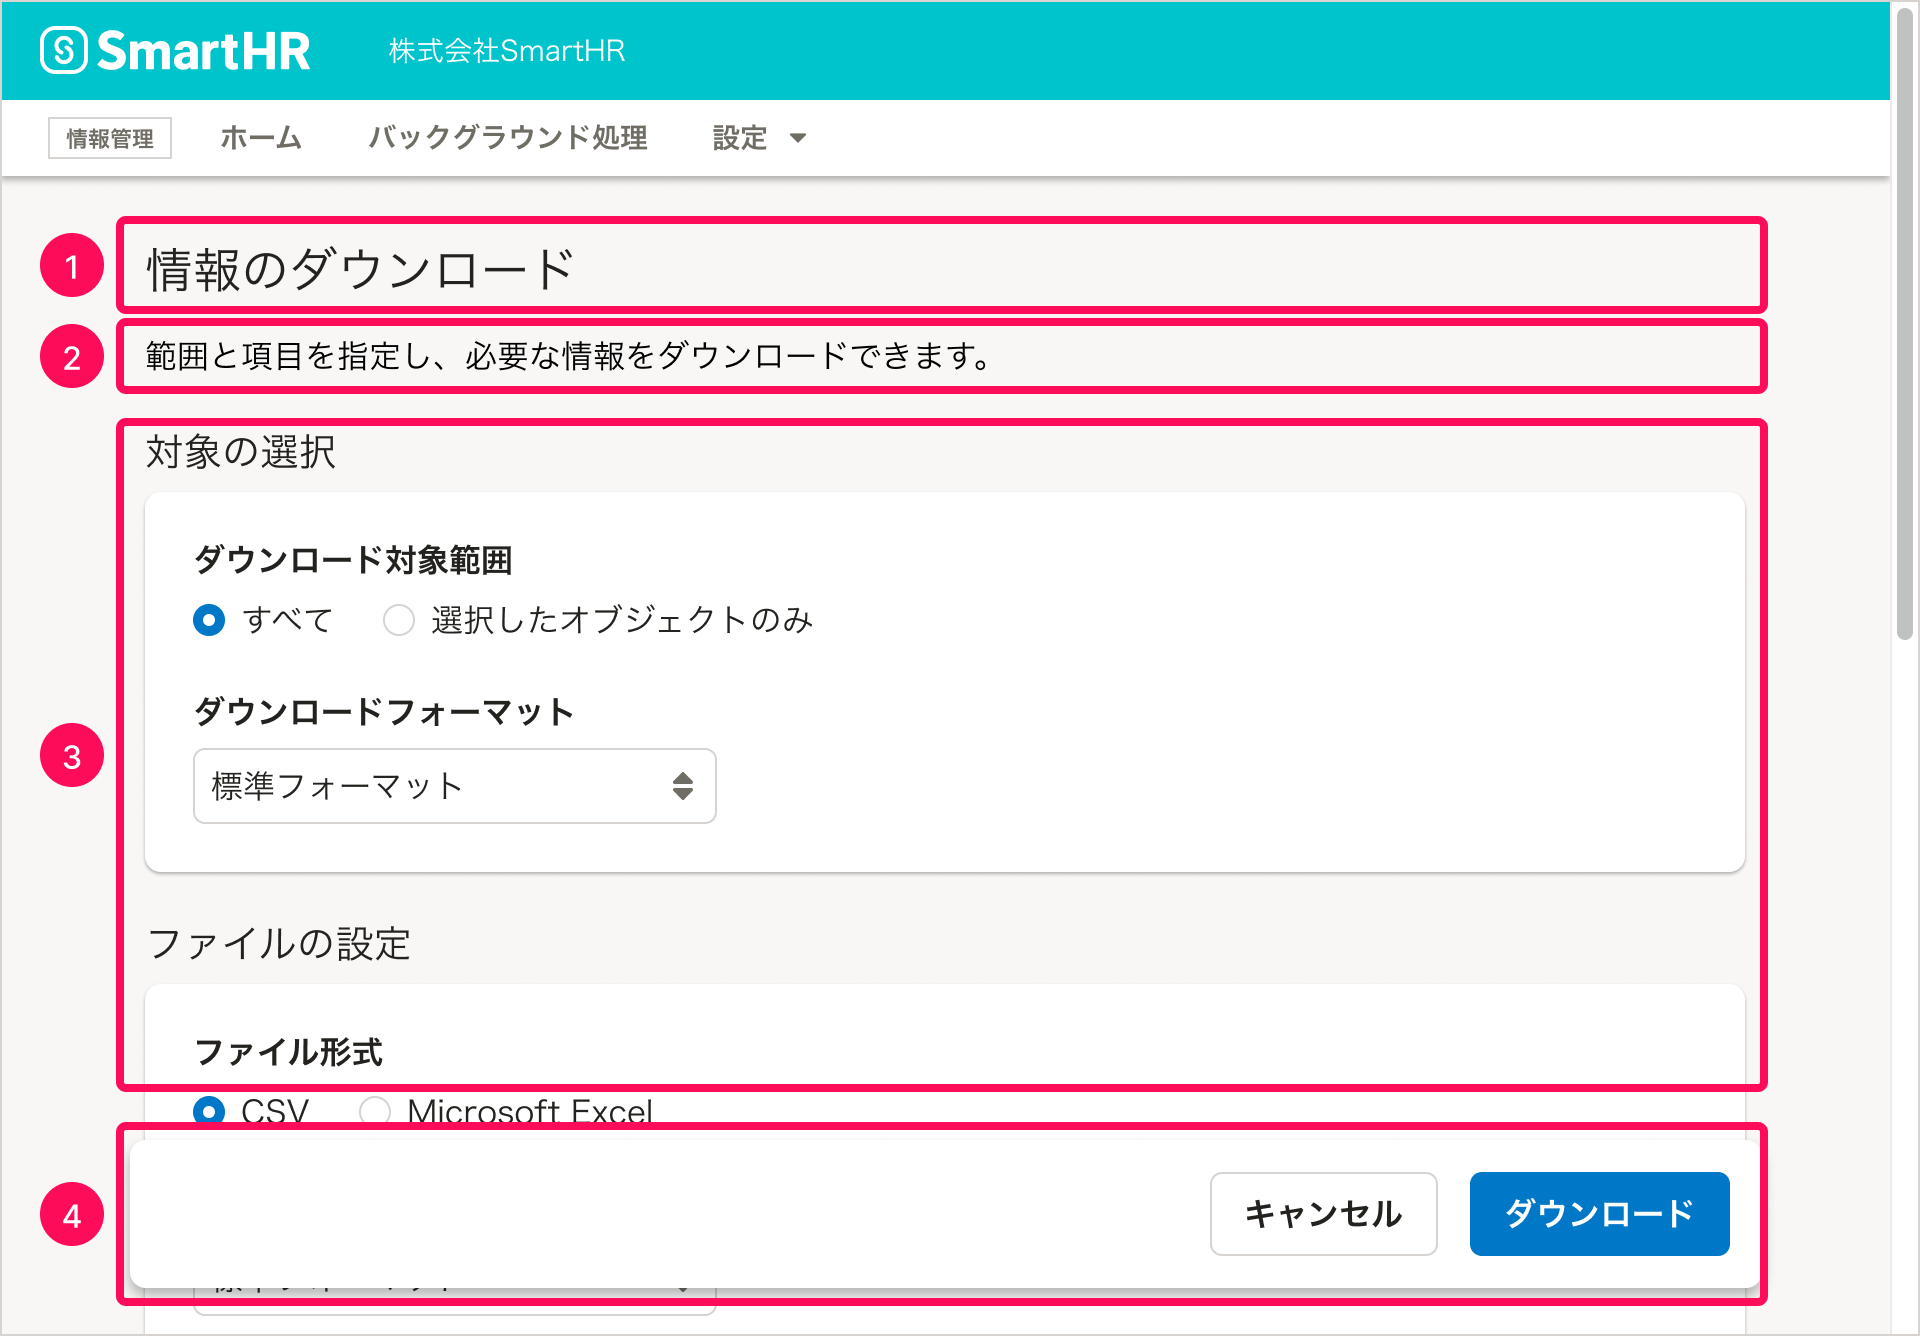 SmartHR 株式会社SmartHR
情報管理 ホーム バックグラウンド処理 設定
1 情報のダウンロード
2 範囲と項目を指定し、必要な情報をダウンロードできます。
対象の選択
ダウンロード対象範囲
すべて 選択したオブジェクトのみ
ダウンロードフォーマット
3
標準フォーマット
ファイルの設定
ファイル形式
CSV Microsoft Excel
4 キャンセル ダウンロード